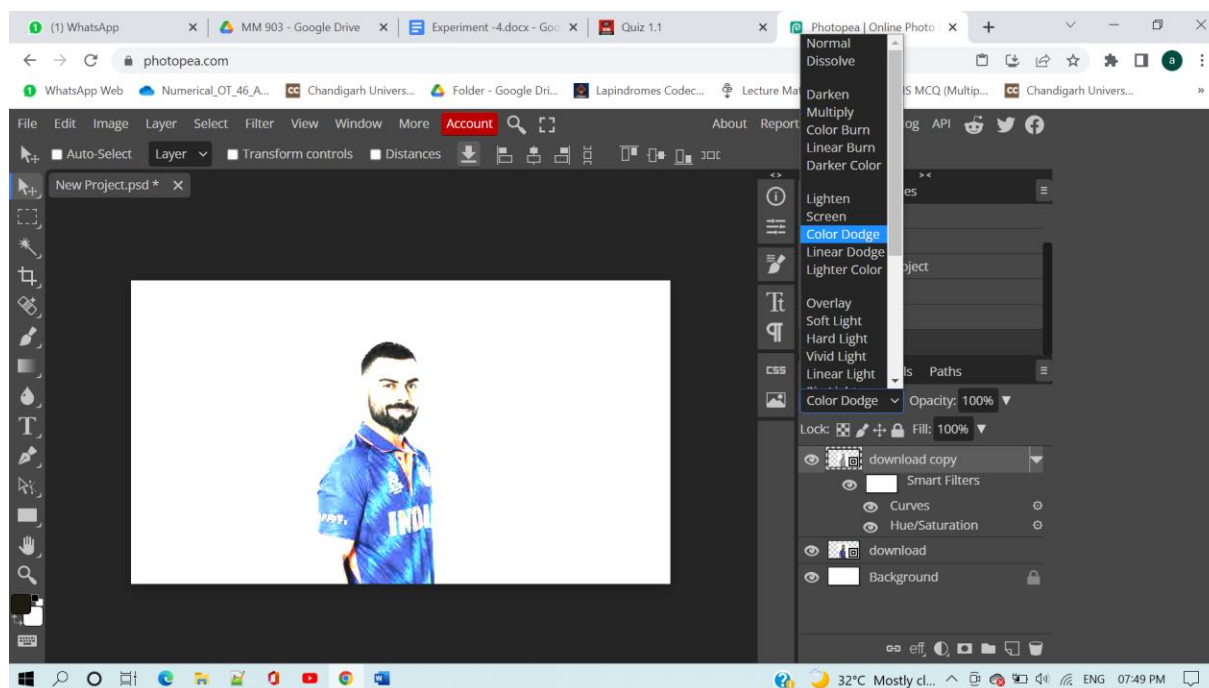 (1) WhatsApp
MM 903 - Google Drive
Experiment -4.docx - Goo
Quiz 1.1
Photopea | Online Photo
photopea.com
WhatsApp Web
Numerical_OT_46_A...
Chandigarh Univers...
Folder - Google Dri...
Lapindromes Codec...
Lecture Ma
S MCQ (Multip...
Chandigarh Univers...
File Edit Image Layer Select Filter View Window More Account
About Report
og API
Auto-Select Layer Transform controls Distances
New Project.psd *
Normal
Dissolve
Darken
Multiply
Color Burn
Linear Burn
Darker Color
Lighten
Screen
Color Dodge
Linear Dodge
Lighter Color
Overlay
Soft Light
Hard Light
Vivid Light
Linear Light
es
oject
CSS
ls Paths
Color Dodge Opacity: 100%
Lock: Fill: 100%
download copy
Smart Filters
Curves
Hue/Saturation
download
Background
eff
INDI
32°C Mostly cl... ENG 07:49 PM